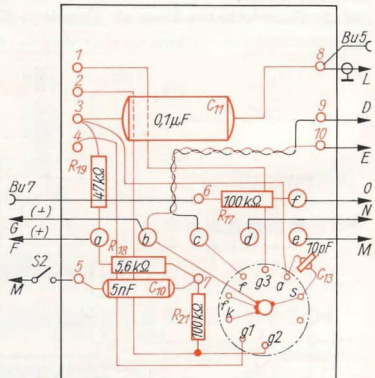 1
2
3
4
C11
0,1µF
8
Bu5
L
9
D
10
E
R19
47kΩ
Bu7
6
100kΩ
R17
f
O
N
(⊥)
G (+)
F
a
b
c
d
e
M
R18
5,6kΩ
10pF
C13
S2
M
5
5nF
C10
7
R21
100kΩ
f
g3
a
s
f
k
g1
g2